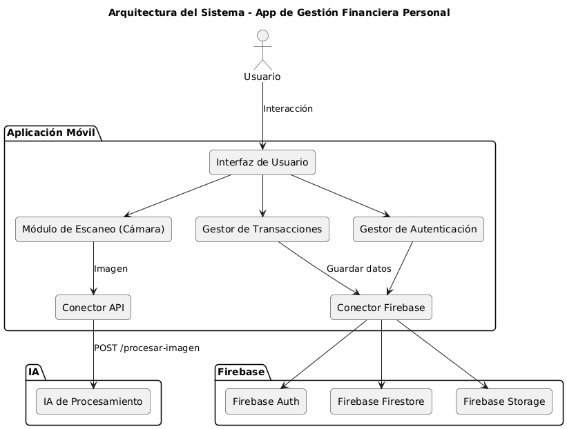 Arquitectura del Sistema - App de Gestión Financiera Personal
Usuario
Interacción
Aplicación Móvil
Interfaz de Usuario
Módulo de Escaneo (Cámara)
Gestor de Transacciones
Gestor de Autenticación
Imagen
Guardar datos
Conector API
Conector Firebase
POST /procesar-imagen
IA
Firebase
IA de Procesamiento
Firebase Auth
Firebase Firestore
Firebase Storage